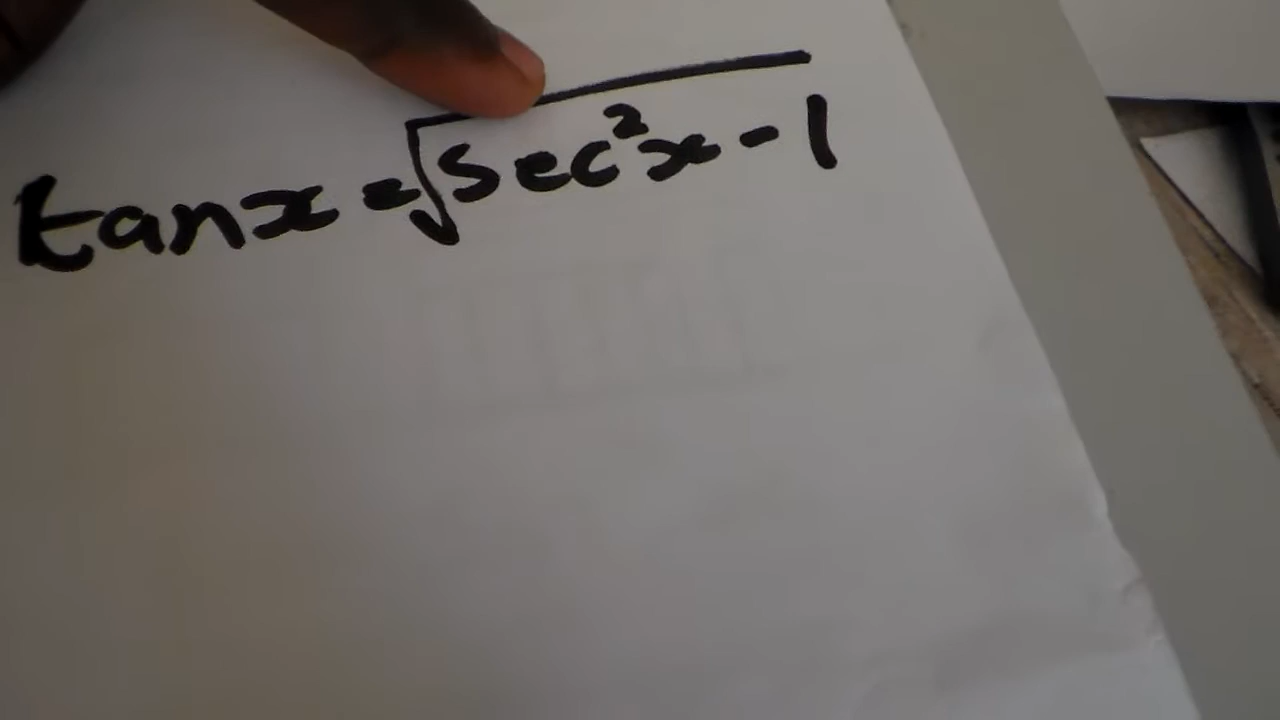 tanx = √sec²x - 1